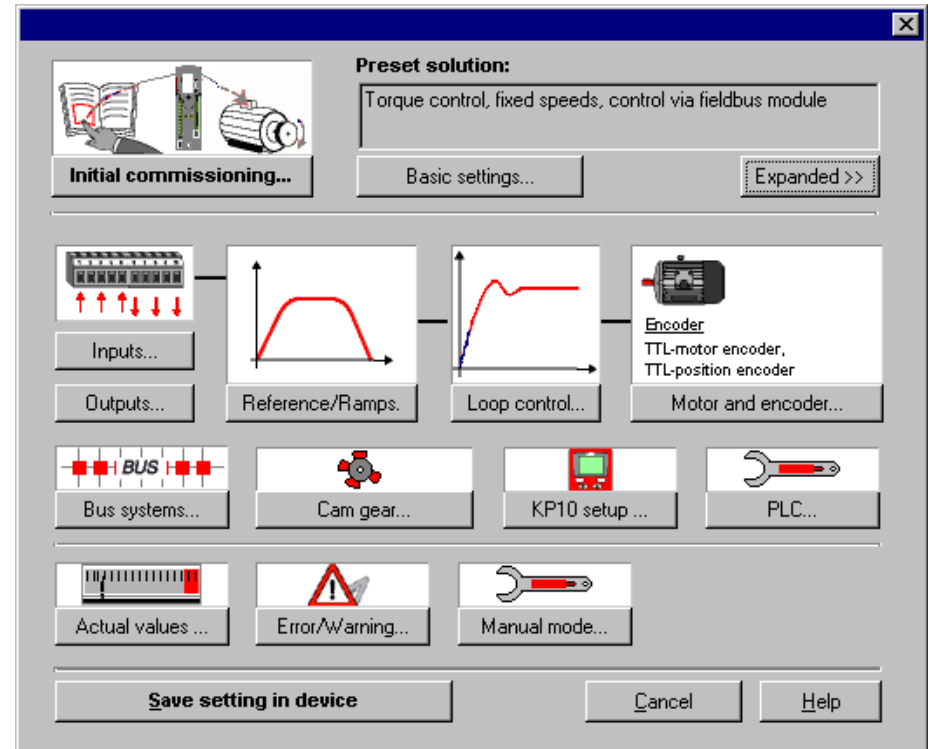 Preset solution:
Torque control, fixed speeds, control via fieldbus module
Initial commissioning...
Basic settings...
Expanded >>
Inputs...
Outputs...
Reference/Ramps.
Loop control...
Encoder
TTL-motor encoder,
TTL-position encoder
Motor and encoder...
BUS
Bus systems...
Cam gear...
KP10 setup ...
PLC...
Actual values ...
Error/Warning...
Manual mode...
Save setting in device
Cancel
Help